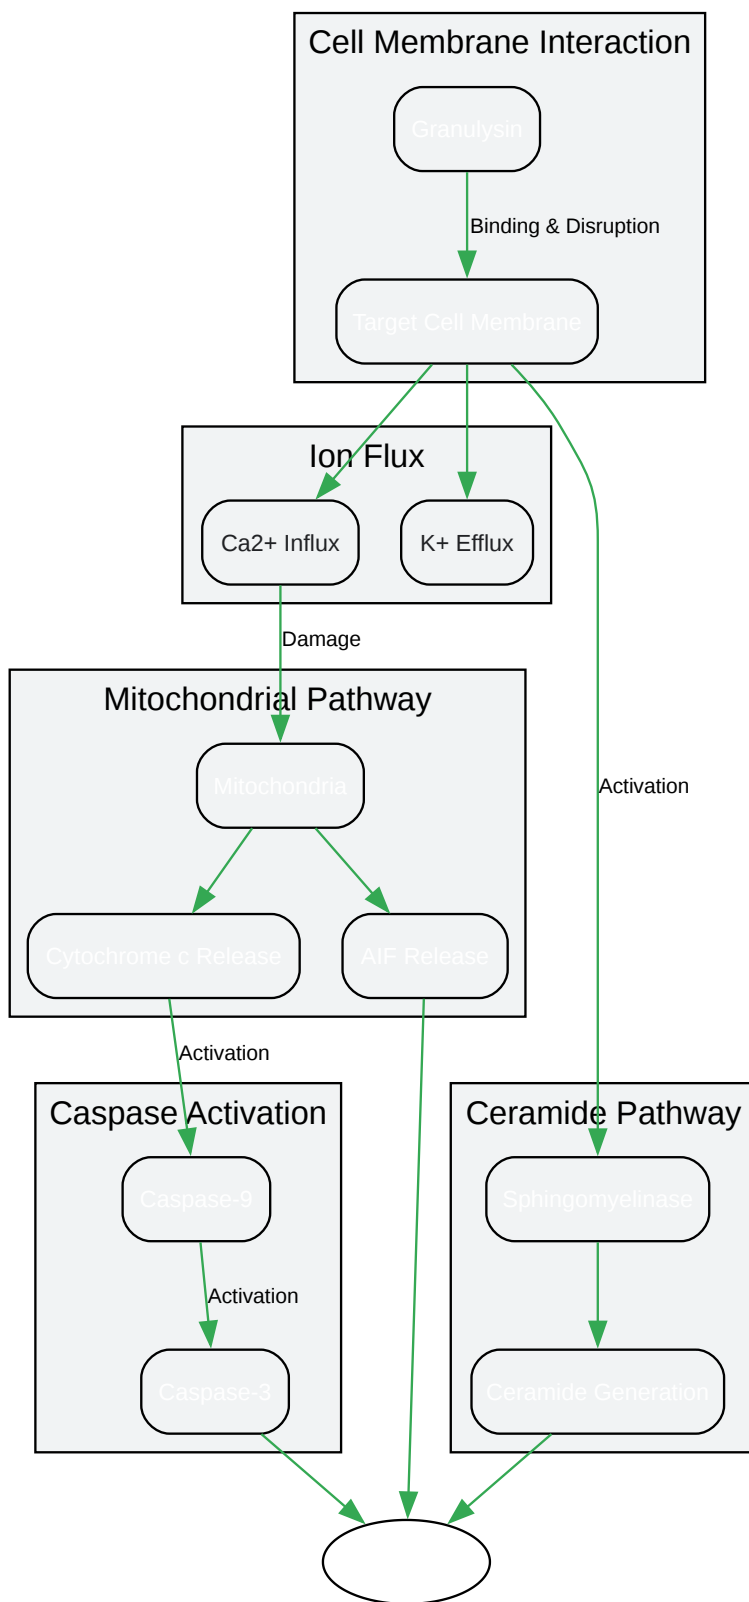 Cell Membrane Interaction
Granulysin
Binding & Disruption
Target Cell Membrane
Ion Flux
Ca2+ Influx
K+ Efflux
Damage
Mitochondrial Pathway
Mitochondria
Activation
Cytochrome c Release
AIF Release
Activation
Caspase Activation
Ceramide Pathway
Caspase-9
Sphingomyelinase
Activation
Caspase-3
Ceramide Generation